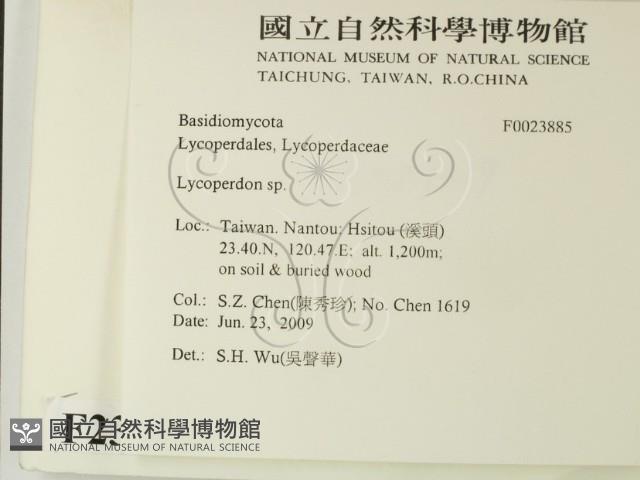 國立自然科學博物館
NATIONAL MUSEUM OF NATURAL SCIENCE
TAICHUNG, TAIWAN, R.O.CHINA
Basidiomycota F0023885
Lycoperdales, Lycoperdaceae
Lycoperdon sp.
Loc.: Taiwan. Nantou: Hsitou (溪頭)
23.40.N, 120.47.E; alt. 1,200m;
on soil & buried wood
Col.: S.Z. Chen(陳秀珍); No. Chen 1619
Date: Jun. 23, 2009
Det.: S.H. Wu(吳聲華)
國立自然科學博物館
NATIONAL MUSEUM OF NATURAL SCIENCE